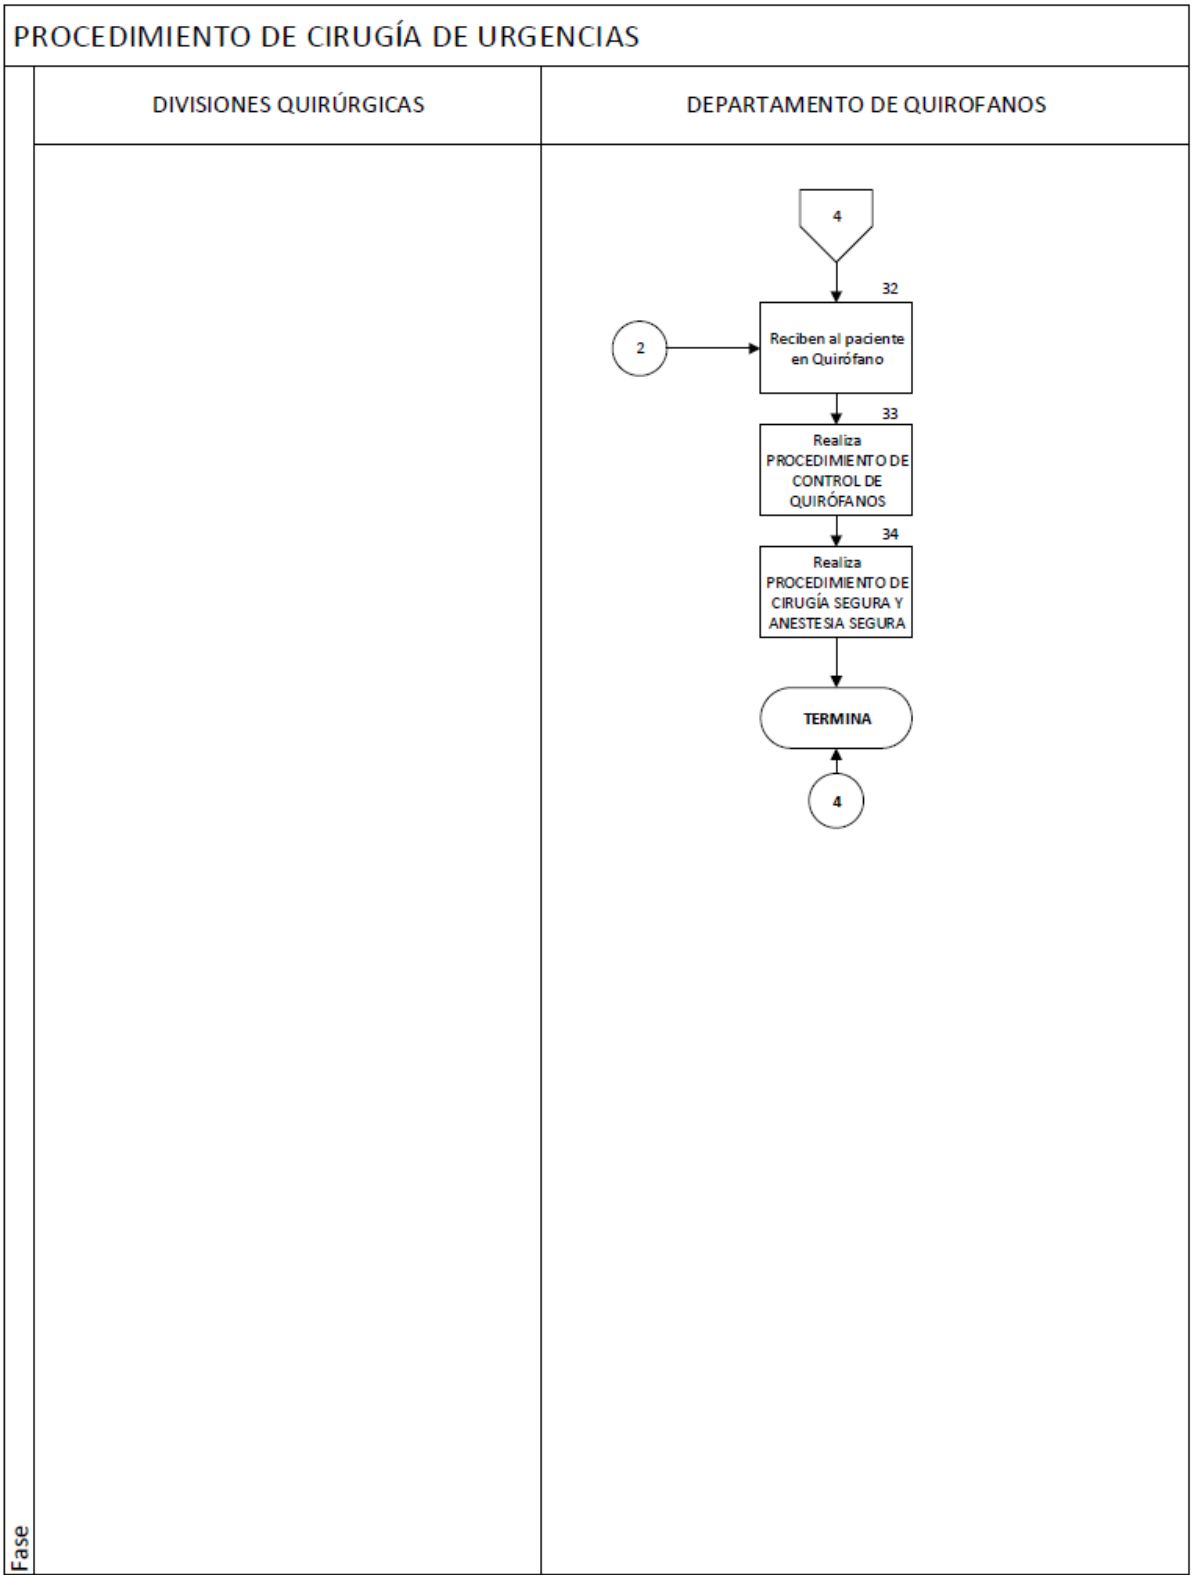 PROCEDIMIENTO DE CIRUGÍA DE URGENCIAS
DIVISIONES QUIRÚRGICAS
DEPARTAMENTO DE QUIROFANOS
4
32
Reciben al paciente
en Quirófano
2
33
Realiza
PROCEDIMIENTO DE
CONTROL DE
QUIRÓFANOS
34
Realiza
PROCEDIMIENTO DE
CIRUGÍA SEGURA Y
ANESTESIA SEGURA
TERMINA
4
Fase